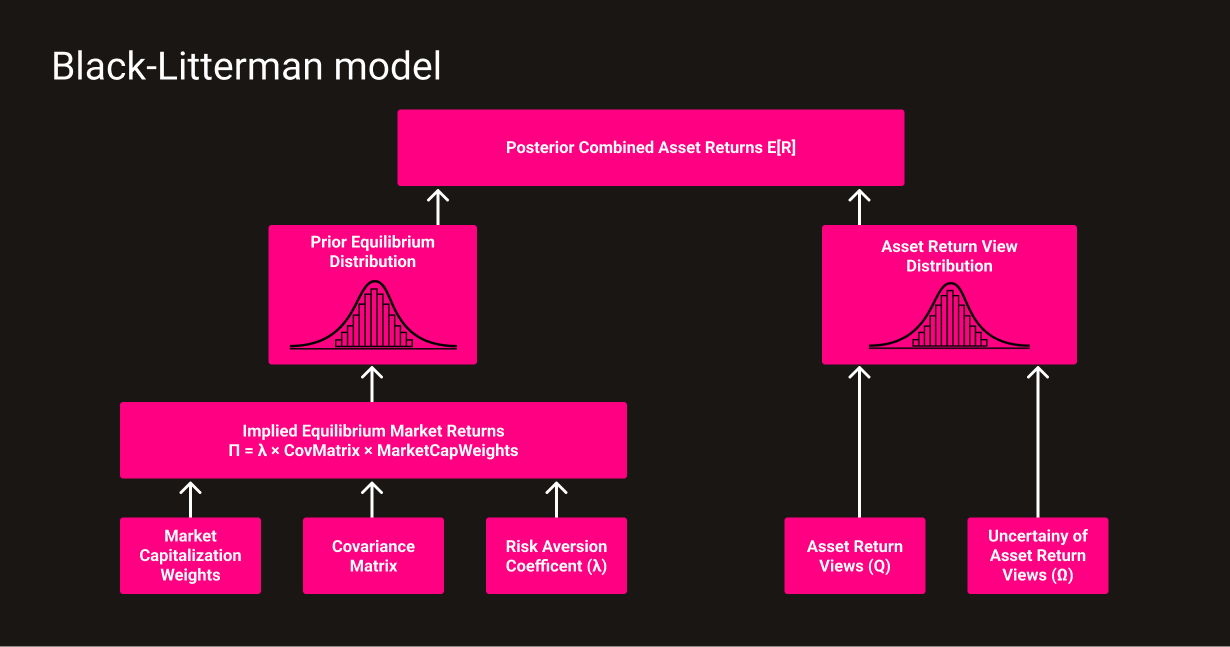 Black-Litterman model
Posterior Combined Asset Returns E[R]
Prior Equilibrium
Distribution
Asset Return View
Distribution
Implied Equilibrium Market Returns
Π = λ × CovMatrix × MarketCapWeights
Market
Capitalization
Weights
Covariance
Matrix
Risk Aversion
Coefficent (λ)
Asset Return
Views (Q)
Uncertainy of
Asset Return
Views (Ω)